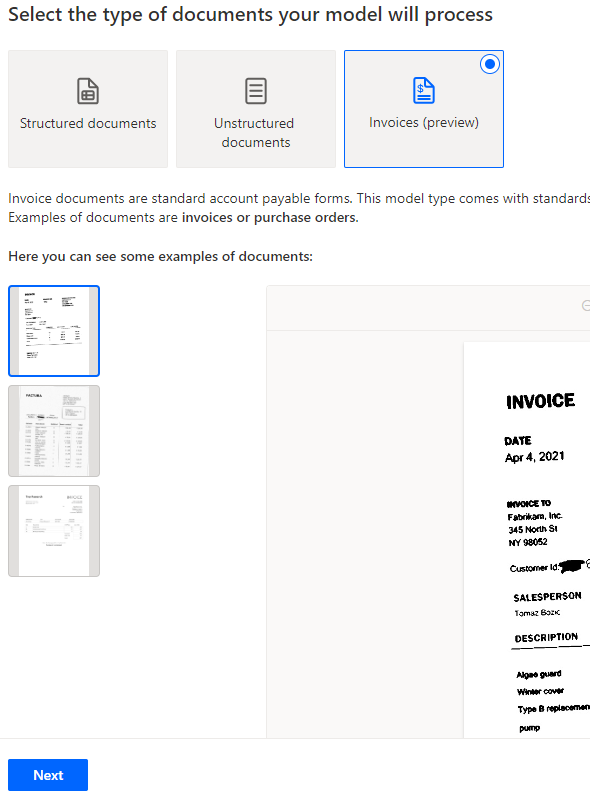 Select the type of documents your model will process
Structured documents
Unstructured
documents
Invoices (preview)
Invoice documents are standard account payable forms. This model type comes with standards
Examples of documents are invoices or purchase orders.
Here you can see some examples of documents:
FACTURA
INVOICE
DATE
Apr 4, 2021
INVOICE TO
Fabrikam, Inc.
345 North St
NY 98052
Customer Id:
SALESPERSON
Tomaz Bozic
DESCRIPTION
Algae guard
Winter cover
Type B replacemen
pump
Next